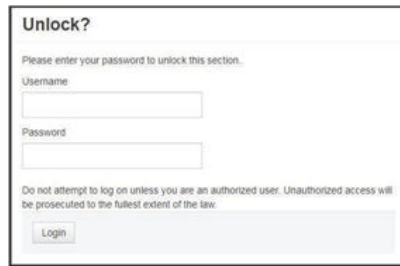 Unlock?
Please enter your password to unlock this section.
Username
Password
Do not attempt to log on unless you are an authorized user. Unauthorized access will
be prosecuted to the fullest extent of the law.
Login